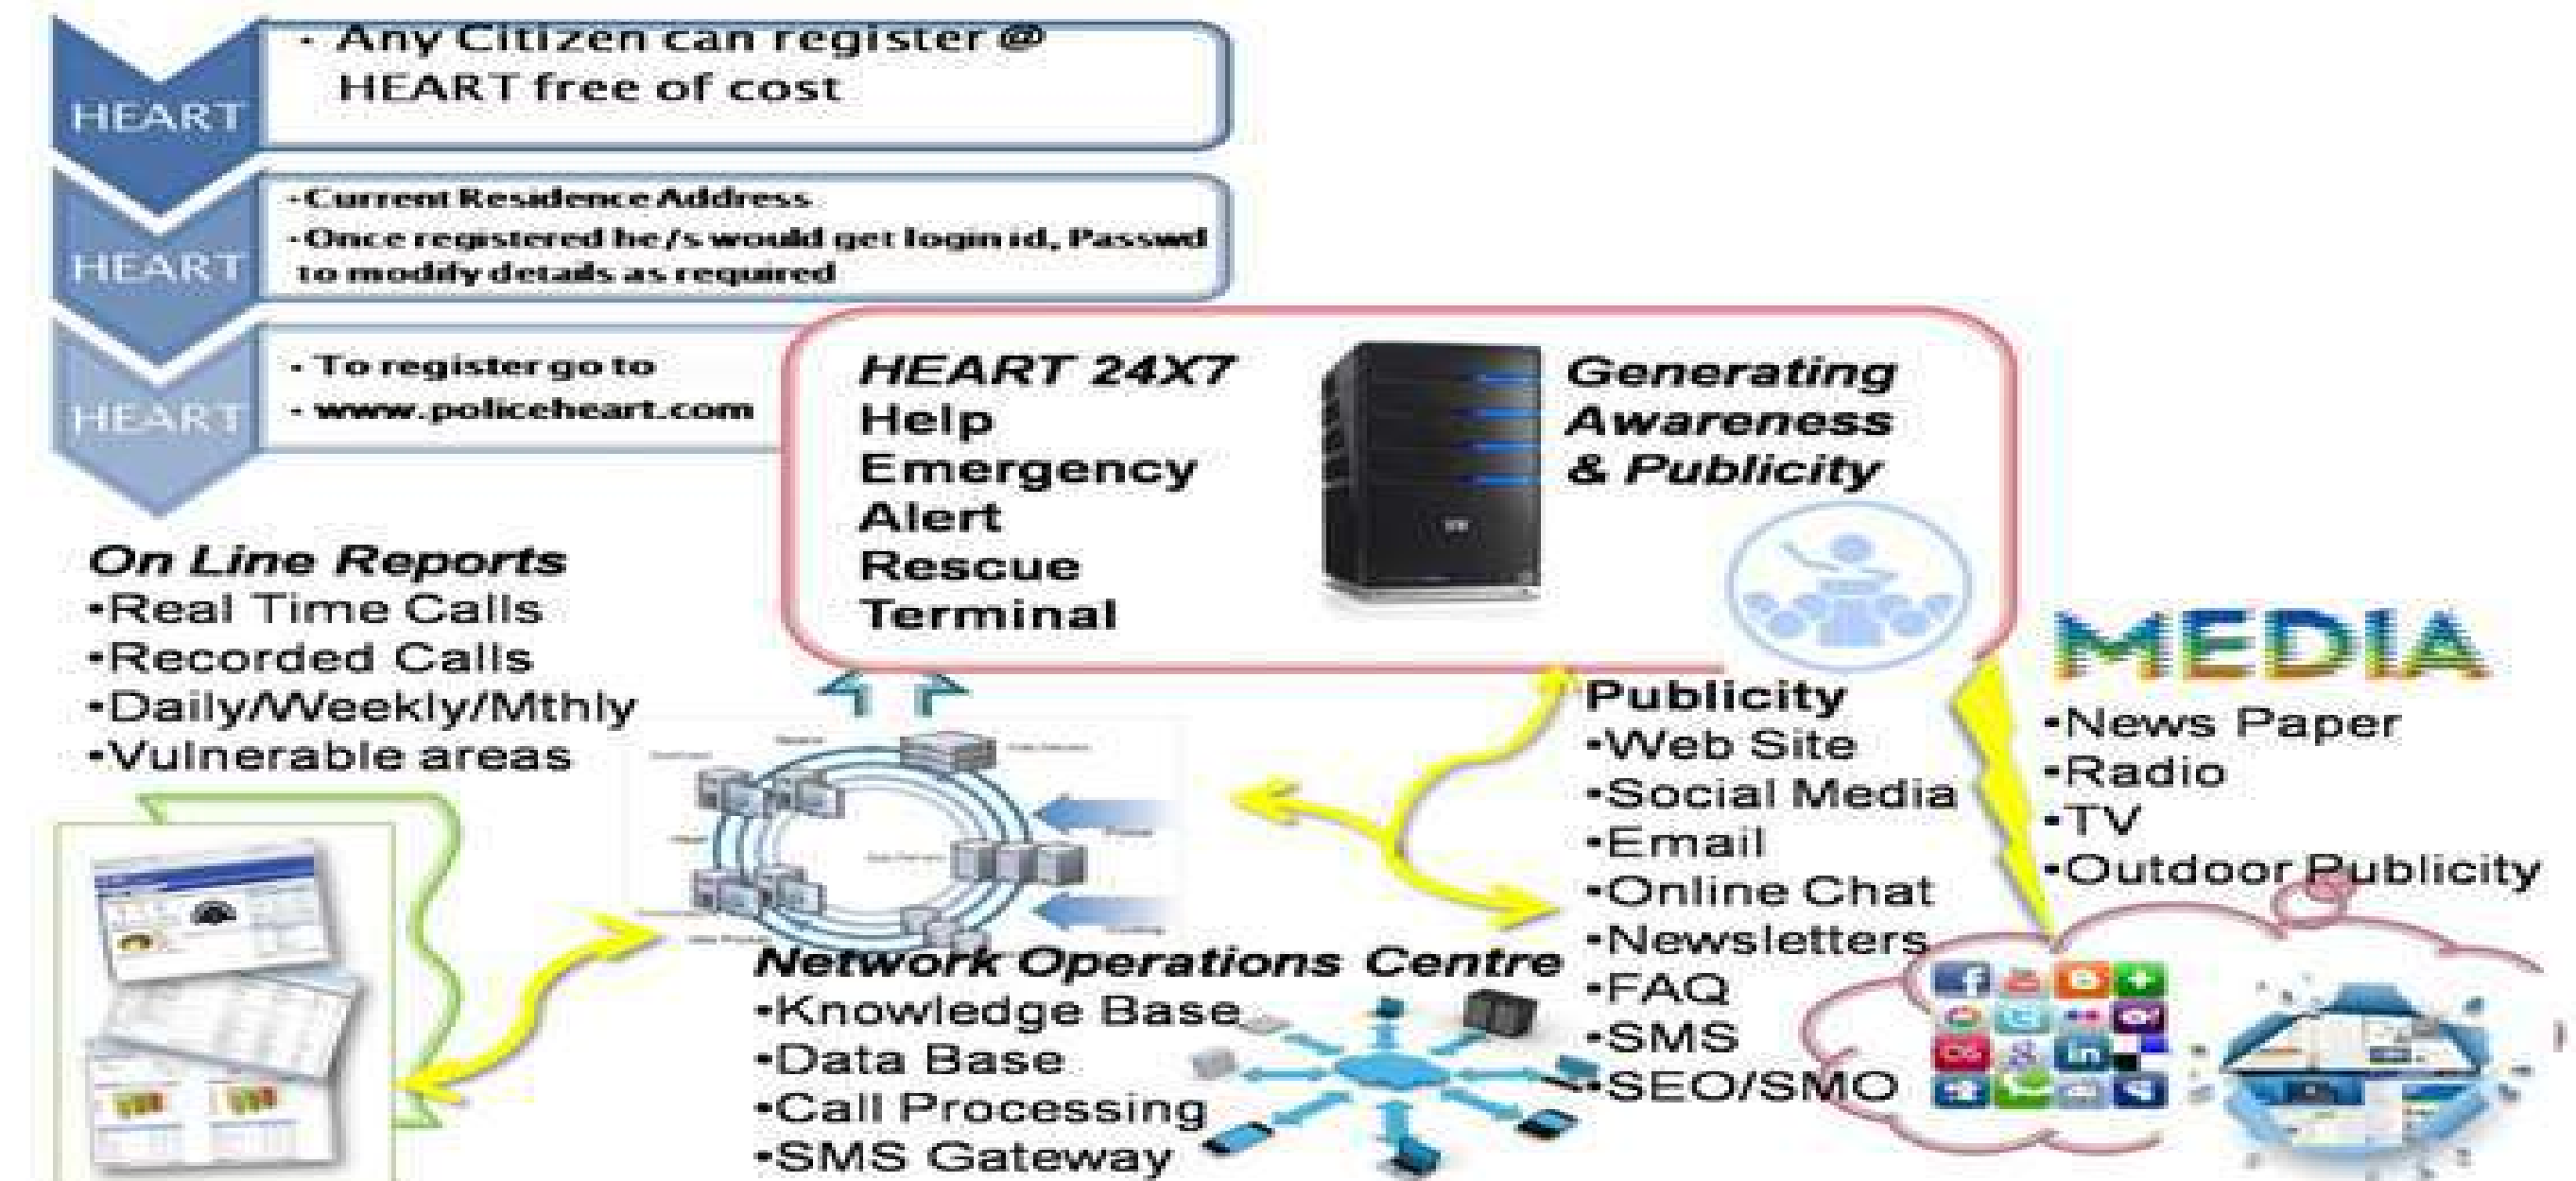 HEART
- Any Citizen can register @
HEART free of cost
HEART
- Current Residence Address
- Once registered he/s would get login id, Passwd
to modify details as required
HEART
- To register go to
- www.policeheart.com
HEART 24X7
Help
Emergency
Alert
Rescue
Terminal
Generating
Awareness
& Publicity
On Line Reports
•Real Time Calls
•Recorded Calls
•Daily/Weekly/Mthly
•Vulnerable areas
Network Operations Centre
•Knowledge Base
•Data Base
•Call Processing
•SMS Gateway
Publicity
•Web Site
•Social Media
•Email
•Online Chat
•Newsletters
•FAQ
•SMS
•SEO/SMO
MEDIA
•News Paper
•Radio
•TV
•Outdoor Publicity